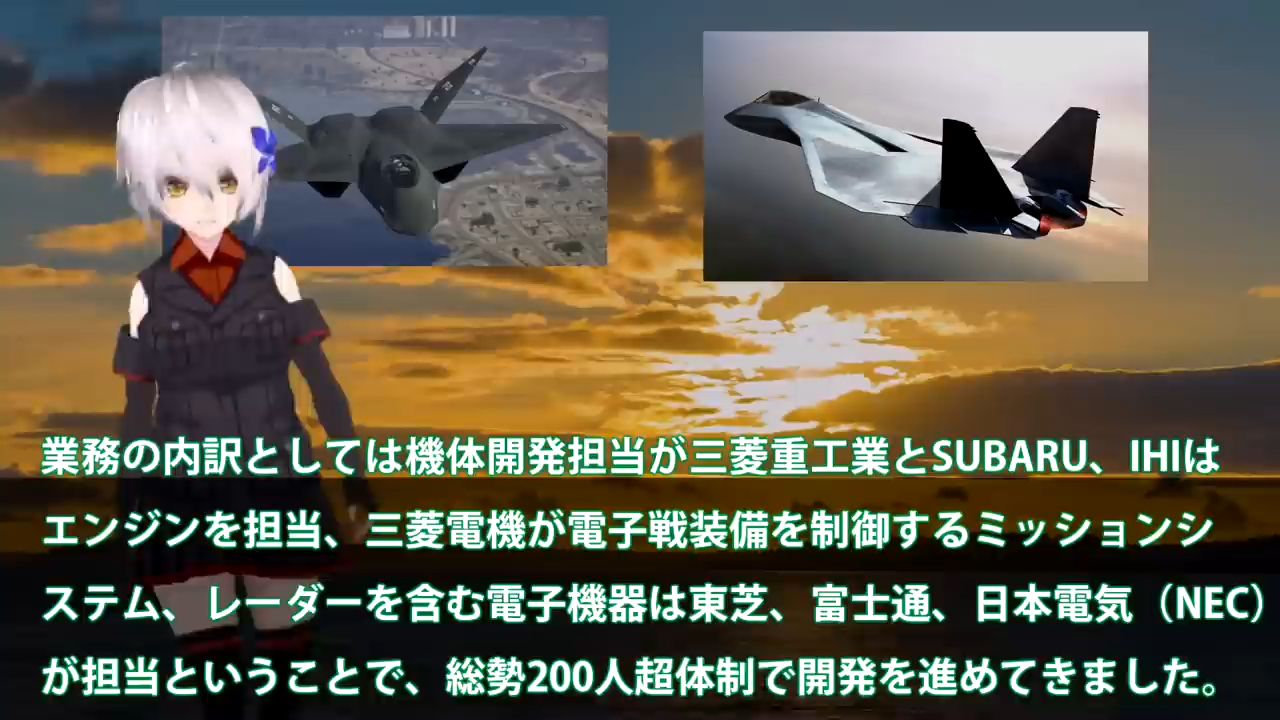 業務の内訳としては機体開発担当が三菱重工業とSUBARU、IHIは
エンジンを担当、三菱電機が電子戦装備を制御するミッションシ
ステム、レーダーを含む電子機器は東芝、富士通、日本電気（NEC）
が担当ということで、総勢200人超体制で開発を進めてきました。